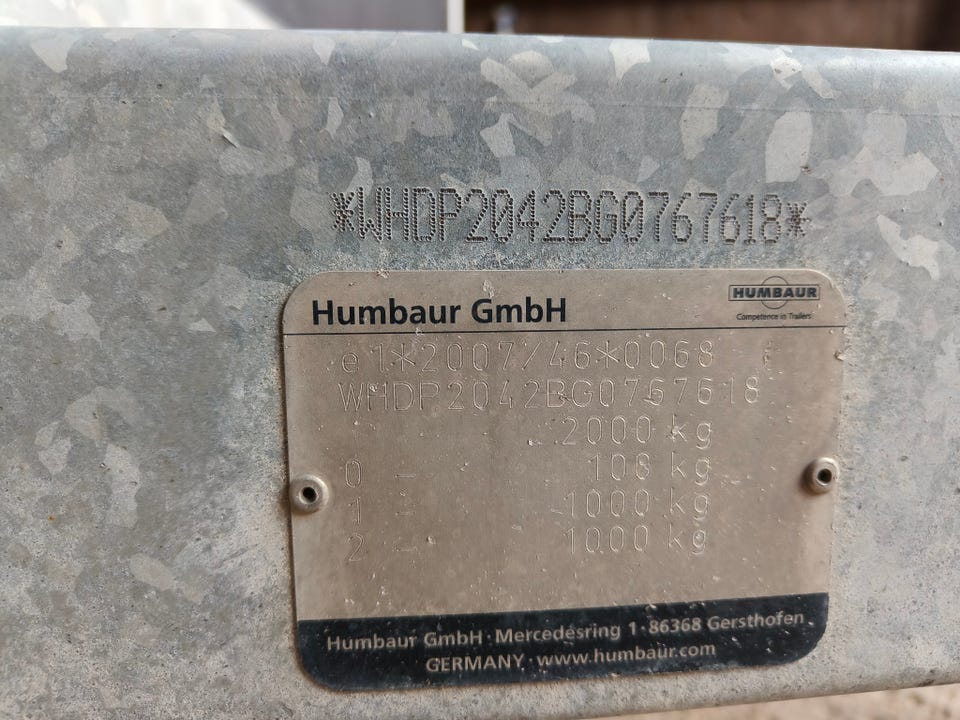 *WHDP2042BG0767618*
Humbaur GmbH
HUMBAUR
Competence in Trailers
e1*2007/46*0068
WHDP2042BG0767618
2000 kg
0 - 100 kg
1 - 1000 kg
2 - 1000 kg
Humbaur GmbH · Mercedesring 1 · 86368 Gersthofen
GERMANY · www.humbaur.com